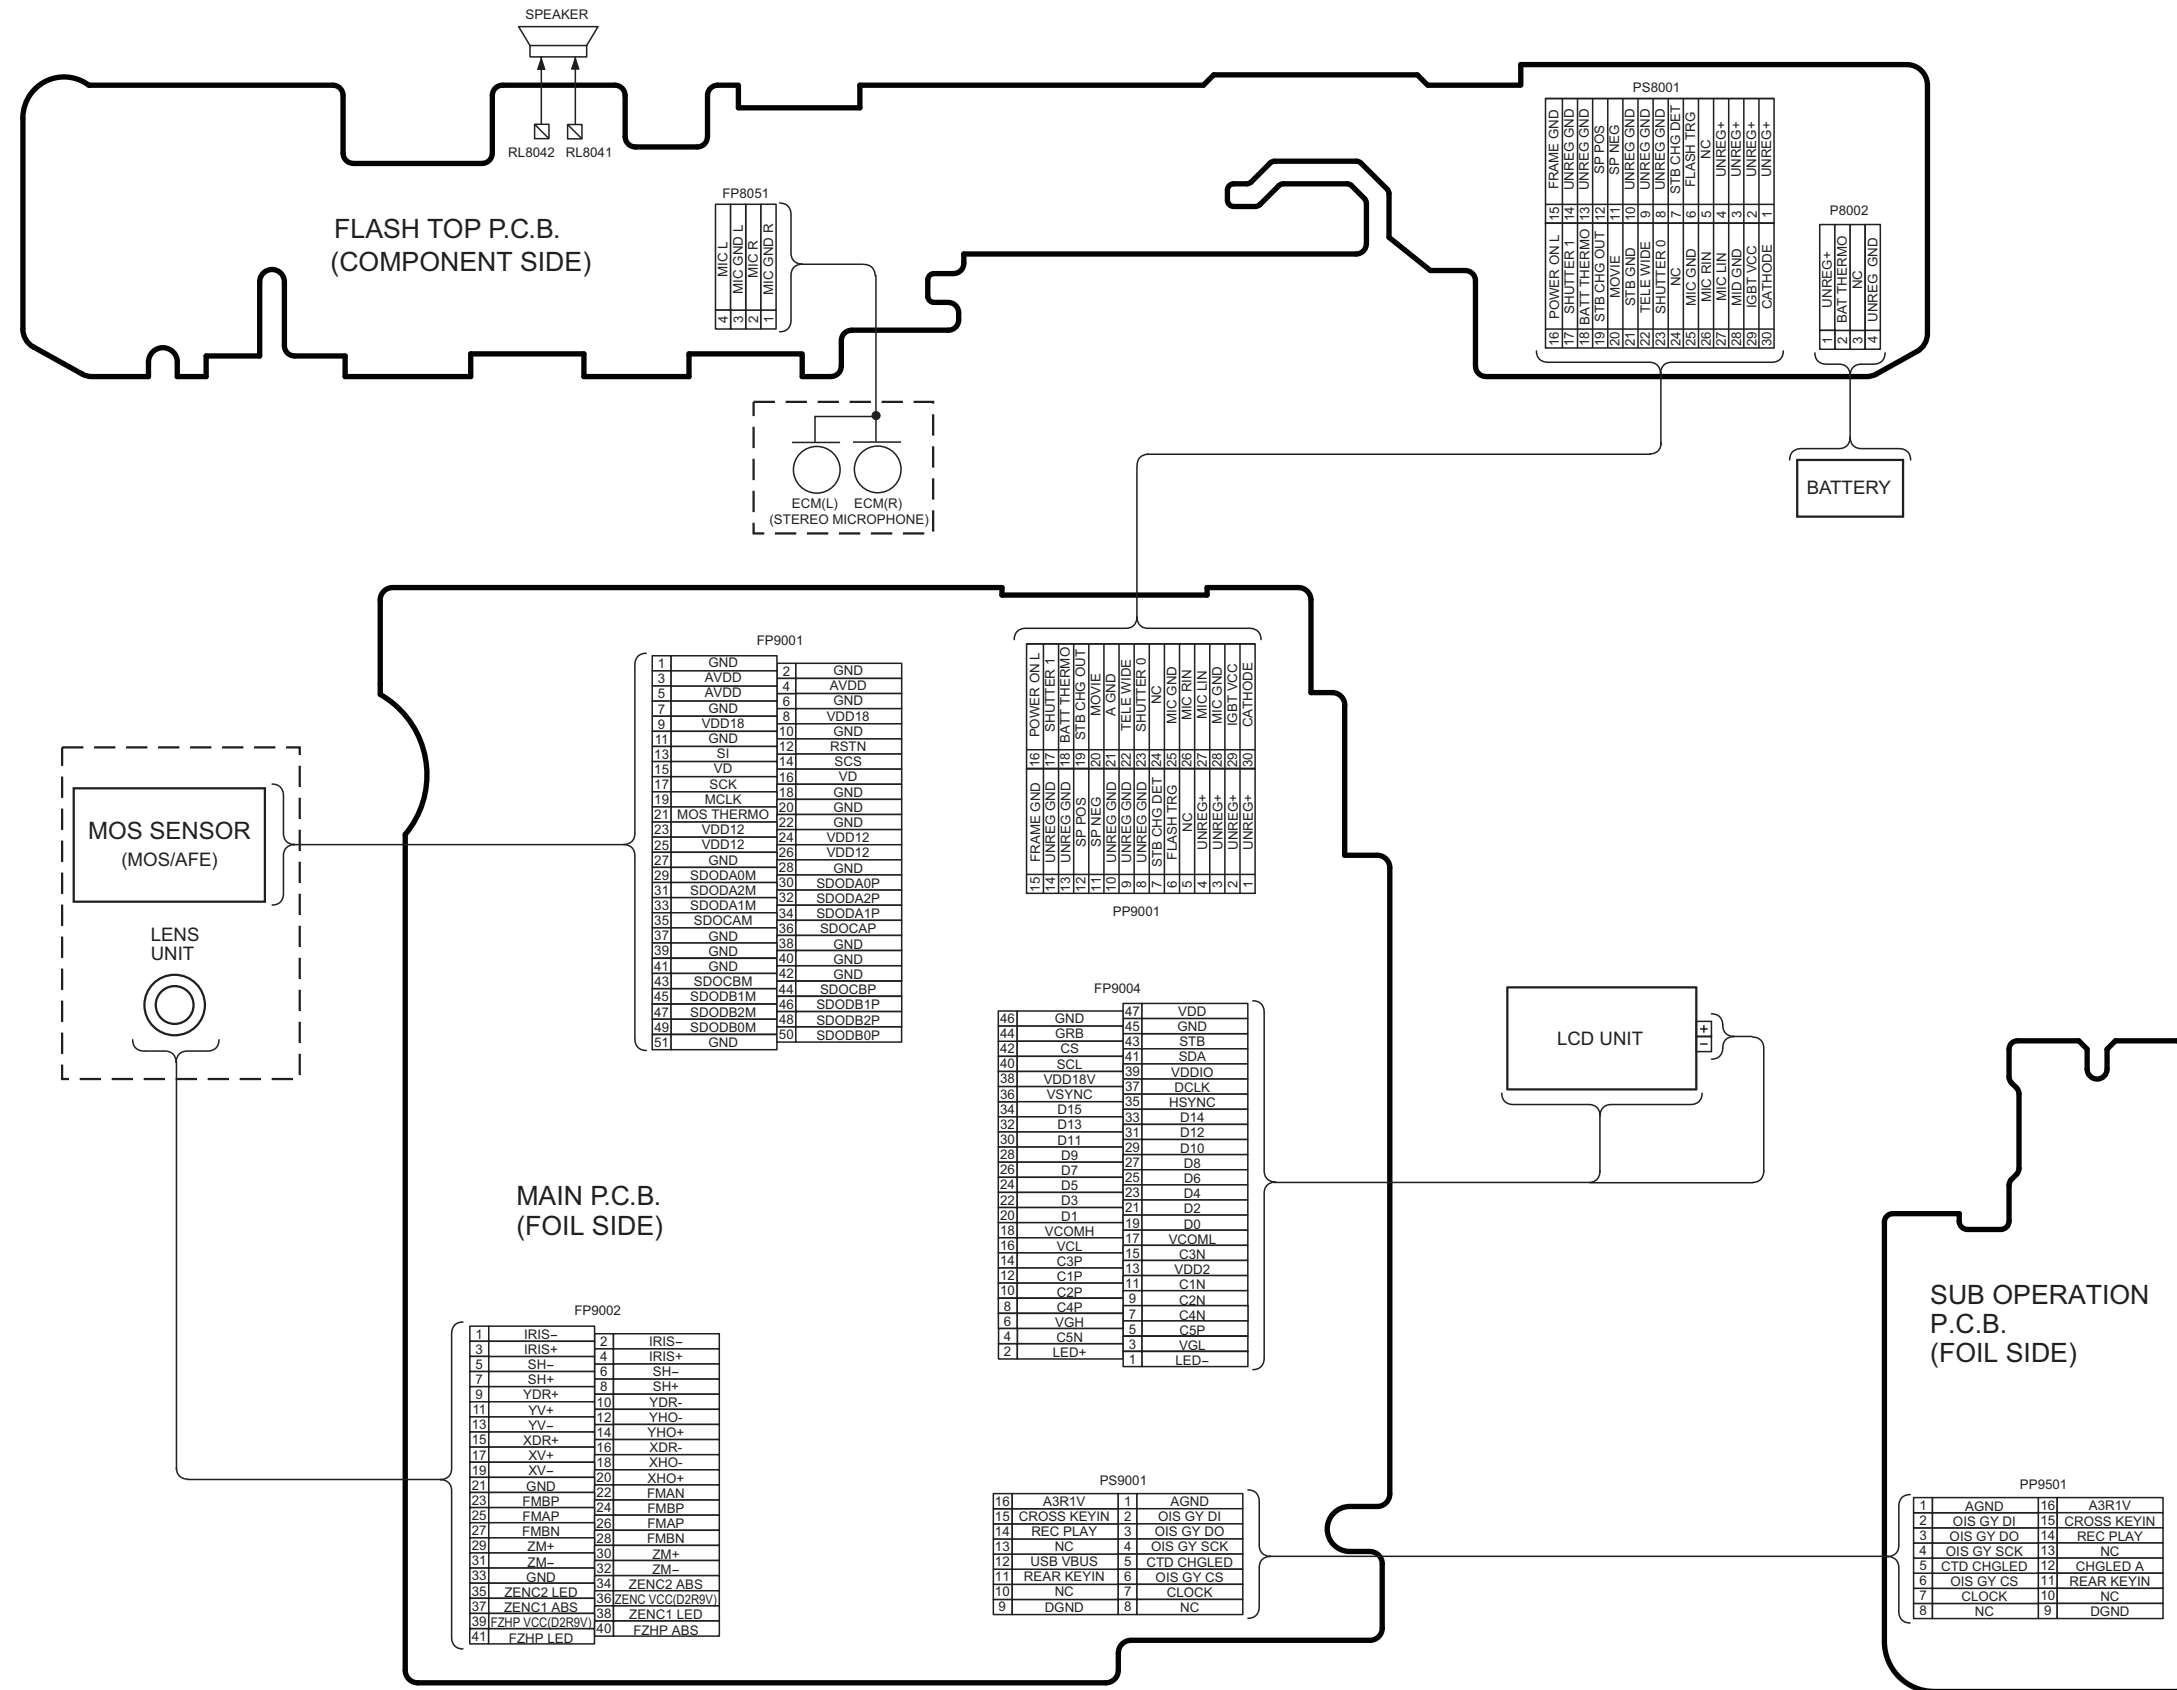 SPEAKER
RL8042 RL8041
FLASH TOP P.C.B.
(COMPONENT SIDE)
FP8051
4 MIC L
3 MIC GND L
2 MIC R
1 MIC GND R
ECM(L) ECM(R)
(STEREO MICROPHONE)
PS8001
15 FRAME GND
14 UNREG GND
13 UNREG GND
12 SP POS
11 SP NEG
10 UNREG GND
9 UNREG GND
8 UNREG GND
7 STB CHG DET
6 FLASH TRG
5 NC
4 UNREG+
3 UNREG+
2 UNREG+
1 UNREG+
16 POWER ON L
17 SHUTTER 1
18 BATT THERMO
19 STB CHG OUT
20 MOVIE
21 STB GND
22 TELE WIDE
23 SHUTTER 0
24 NC
25 MIC GND
26 MIC RIN
27 MIC LIN
28 MID GND
29 IGBT VCC
30 CATHODE
P8002
1 UNREG+
2 BAT THERMO
3 NC
4 UNREG GND
BATTERY
MOS SENSOR
(MOS/AFE)
LENS
UNIT
FP9001
1 GND
2 GND
3 AVDD
4 AVDD
5 AVDD
6 GND
7 GND
8 VDD18
9 VDD18
10 GND
11 GND
12 RSTN
13 SI
14 SCS
15 VD
16 VD
17 SCK
18 GND
19 MCLK
20 GND
21 MOS THERMO
22 GND
23 VDD12
24 VDD12
25 VDD12
26 VDD12
27 GND
28 GND
29 SDODA0M
30 SDODA0P
31 SDODA2M
32 SDODA2P
33 SDODA1M
34 SDODA1P
35 SDOCAM
36 SDOCAP
37 GND
38 GND
39 GND
40 GND
41 GND
42 GND
43 SDOCBM
44 SDOCBP
45 SDODB1M
46 SDODB1P
47 SDODB2M
48 SDODB2P
49 SDODB0M
50 SDODB0P
51 GND
16 POWER ON L
17 SHUTTER 1
18 BATT THERMO
19 STB CHG OUT
20 MOVIE
21 A GND
22 TELE WIDE
23 SHUTTER 0
24 NC
25 MIC GND
26 MIC RIN
27 MIC LIN
28 MIC GND
29 IGBT VCC
30 CATHODE
15 FRAME GND
14 UNREG GND
13 UNREG GND
12 SP POS
11 SP NEG
10 UNREG GND
9 UNREG GND
8 UNREG GND
7 STB CHG DET
6 FLASH TRG
5 NC
4 UNREG+
3 UNREG+
2 UNREG+
1 UNREG+
PP9001
FP9004
47 VDD
46 GND
45 GND
44 GRB
43 STB
42 CS
41 SDA
40 SCL
39 VDDIO
38 VDD18V
37 DCLK
36 VSYNC
35 HSYNC
34 D15
33 D14
32 D13
31 D12
30 D11
29 D10
28 D9
27 D8
26 D7
25 D6
24 D5
23 D4
22 D3
21 D2
20 D1
19 D0
18 VCOMH
17 VCOML
16 VCL
15 C3N
14 C3P
13 VDD2
12 C1P
11 C1N
10 C2P
9 C2N
8 C4P
7 C4N
6 VGH
5 C5P
4 C5N
3 VGL
2 LED+
1 LED−
LCD UNIT
+
−
MAIN P.C.B.
(FOIL SIDE)
FP9002
1 IRIS−
2 IRIS−
3 IRIS+
4 IRIS+
5 SH−
6 SH−
7 SH+
8 SH+
9 YDR+
10 YDR-
11 YV+
12 YHO-
13 YV−
14 YHO+
15 XDR+
16 XDR-
17 XV+
18 XHO-
19 XV−
20 XHO+
21 GND
22 FMAN
23 FMBP
24 FMBP
25 FMAP
26 FMAP
27 FMBN
28 FMBN
29 ZM+
30 ZM+
31 ZM−
32 ZM−
33 GND
34 ZENC2 ABS
35 ZENC2 LED
36 ZENC VCC(D2R9V)
37 ZENC1 ABS
38 ZENC1 LED
39 FZHP VCC(D2R9V)
40 FZHP ABS
41 FZHP LED
PS9001
16 A3R1V 1 AGND
15 CROSS KEYIN 2 OIS GY DI
14 REC PLAY 3 OIS GY DO
13 NC 4 OIS GY SCK
12 USB VBUS 5 CTD CHGLED
11 REAR KEYIN 6 OIS GY CS
10 NC 7 CLOCK
9 DGND 8 NC
SUB OPERATION
P.C.B.
(FOIL SIDE)
PP9501
1 AGND 16 A3R1V
2 OIS GY DI 15 CROSS KEYIN
3 OIS GY DO 14 REC PLAY
4 OIS GY SCK 13 NC
5 CTD CHGLED 12 CHGLED A
6 OIS GY CS 11 REAR KEYIN
7 CLOCK 10 NC
8 NC 9 DGND